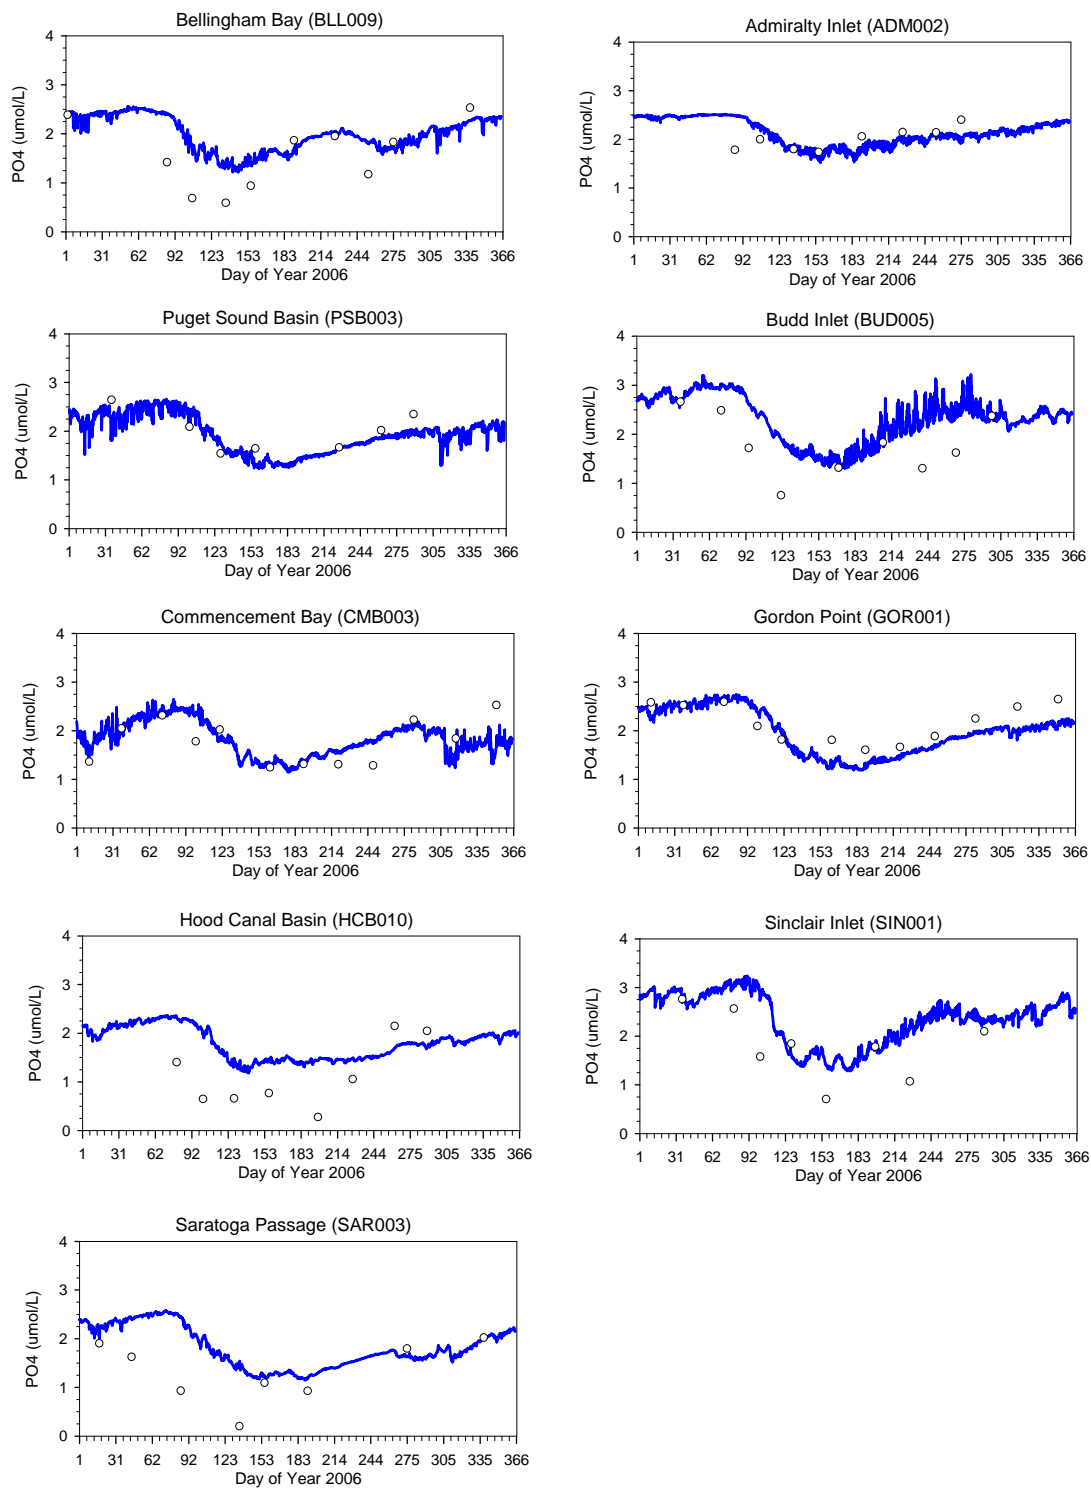 Bellingham Bay (BLL009)
4
3
2
1
0
PO4 (umol/L)
1 31 62 92 123 153 183 214 244 275 305 335 366
Day of Year 2006
Admiralty Inlet (ADM002)
4
3
2
1
0
PO4 (umol/L)
1 31 62 92 123 153 183 214 244 275 305 335 366
Day of Year 2006
Puget Sound Basin (PSB003)
4
3
2
1
0
PO4 (umol/L)
1 31 62 92 123 153 183 214 244 275 305 335 366
Day of Year 2006
Budd Inlet (BUD005)
4
3
2
1
0
PO4 (umol/L)
1 31 62 92 123 153 183 214 244 275 305 335 366
Day of Year 2006
Commencement Bay (CMB003)
4
3
2
1
0
PO4 (umol/L)
1 31 62 92 123 153 183 214 244 275 305 335 366
Day of Year 2006
Gordon Point (GOR001)
4
3
2
1
0
PO4 (umol/L)
1 31 62 92 123 153 183 214 244 275 305 335 366
Day of Year 2006
Hood Canal Basin (HCB010)
4
3
2
1
0
PO4 (umol/L)
1 31 62 92 123 153 183 214 244 275 305 335 366
Day of Year 2006
Sinclair Inlet (SIN001)
4
3
2
1
0
PO4 (umol/L)
1 31 62 92 123 153 183 214 244 275 305 335 366
Day of Year 2006
Saratoga Passage (SAR003)
4
3
2
1
0
PO4 (umol/L)
1 31 62 92 123 153 183 214 244 275 305 335 366
Day of Year 2006